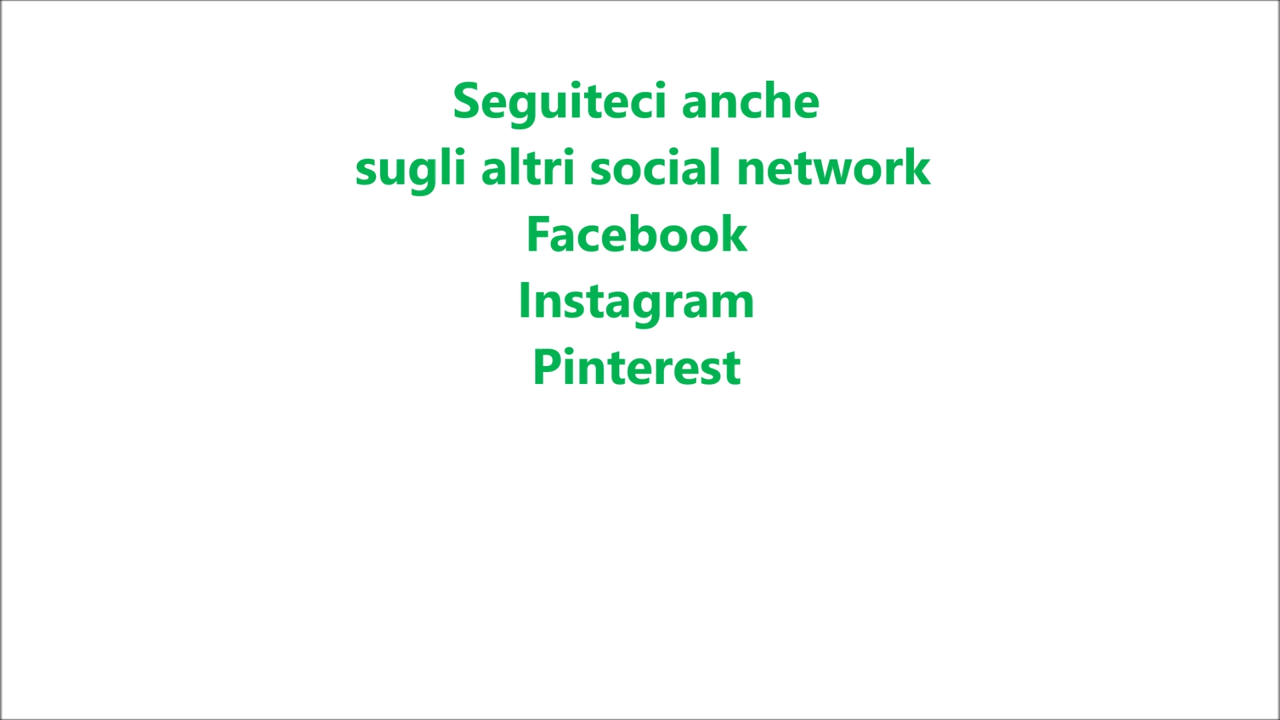 Seguiteci anche
sugli altri social network
Facebook
Instagram
Pinterest